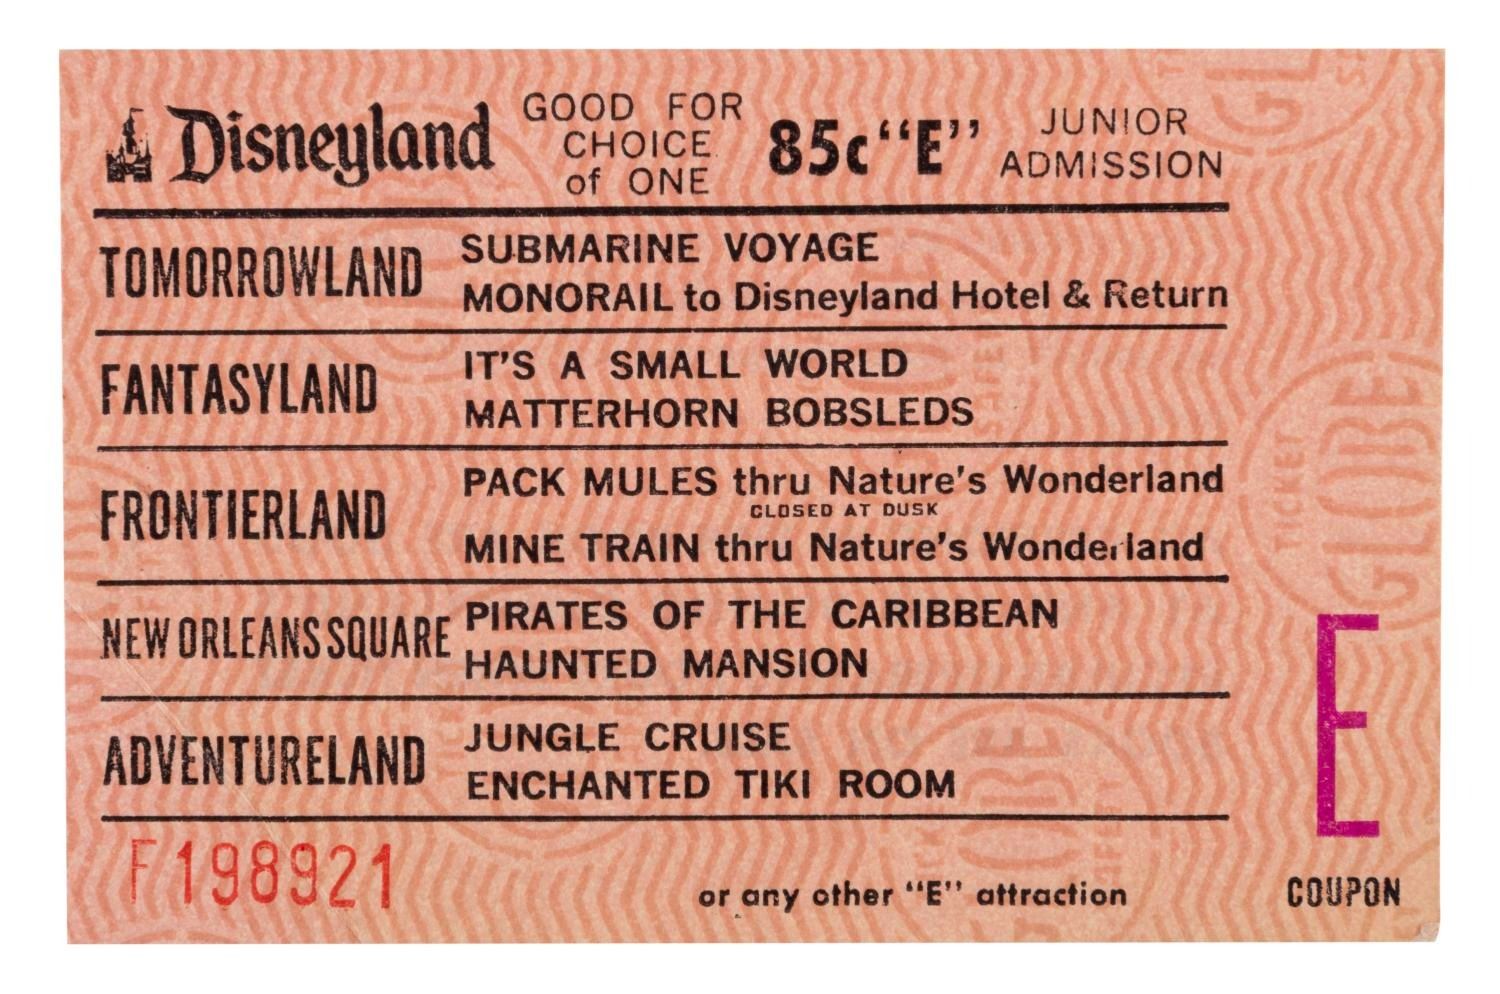 Disneyland GOOD FOR CHOICE of ONE 85c "E" JUNIOR ADMISSION
TOMORROWLAND
SUBMARINE VOYAGE
MONORAIL to Disneyland Hotel & Return
FANTASYLAND
IT'S A SMALL WORLD
MATTERHORN BOBSLEDS
FRONTIERLAND
PACK MULES thru Nature's Wonderland
CLOSED AT DUSK
MINE TRAIN thru Nature's Wonderland
NEW ORLEANS SQUARE
PIRATES OF THE CARIBBEAN
HAUNTED MANSION
ADVENTURELAND
JUNGLE CRUISE
ENCHANTED TIKI ROOM
F198921
or any other "E" attraction
E
COUPON
GLOBE
TICKET